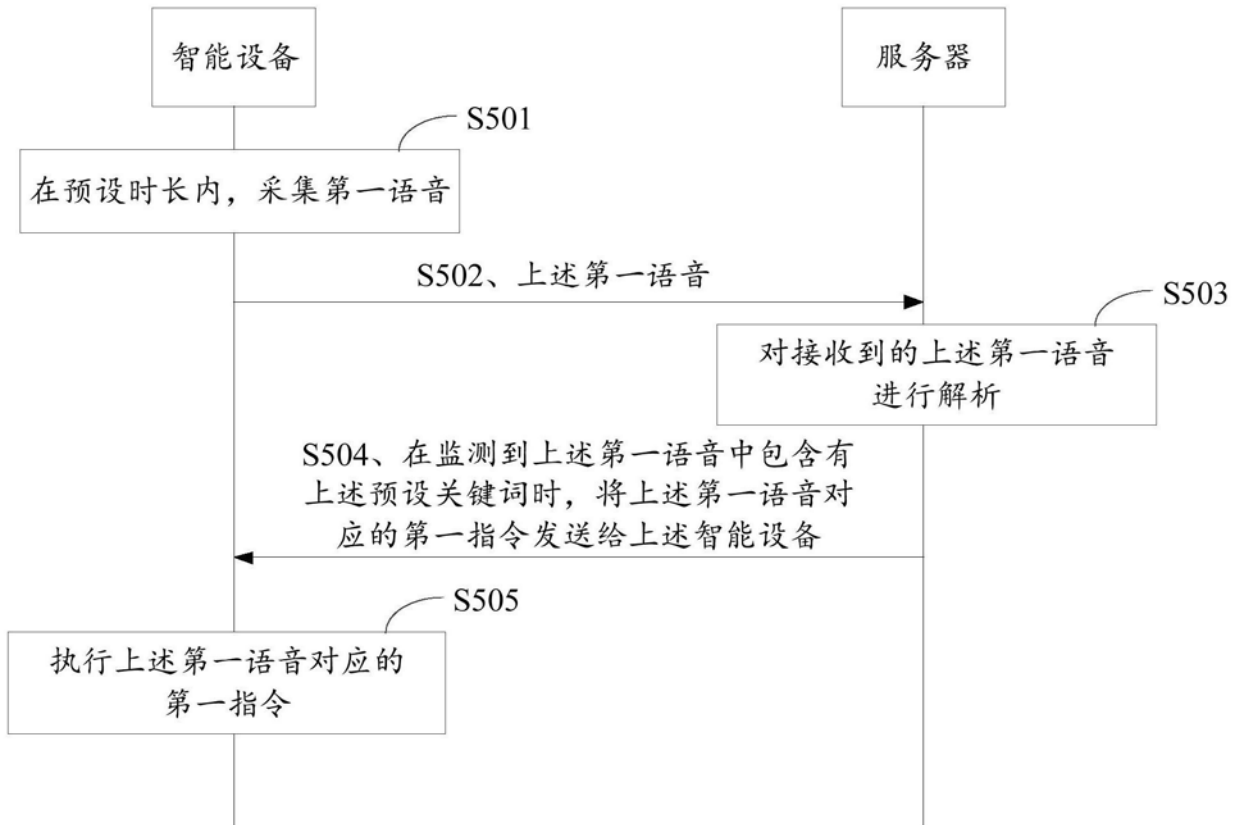 智能设备
服务器
S501
在预设时长内，采集第一语音
S502、上述第一语音
S503
对接收到的上述第一语音
进行解析
S504、在监测到上述第一语音中包含有
上述预设关键词时，将上述第一语音对
应的第一指令发送给上述智能设备
S505
执行上述第一语音对应的
第一指令